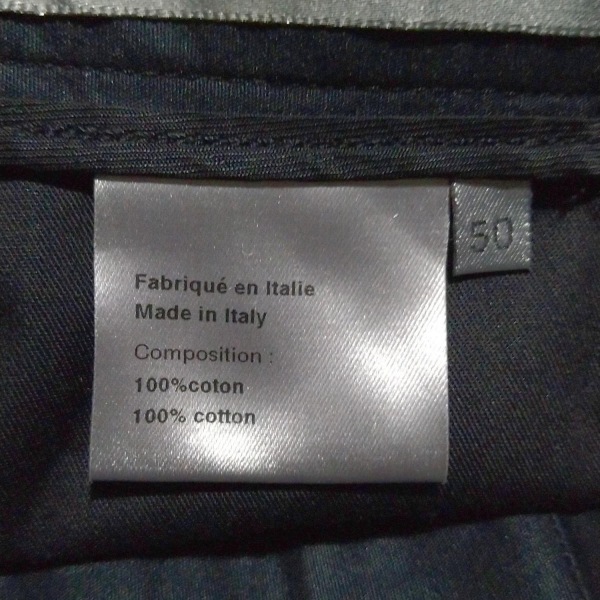 50
Fabriqué en Italie
Made in Italy
Composition :
100%coton
100% cotton